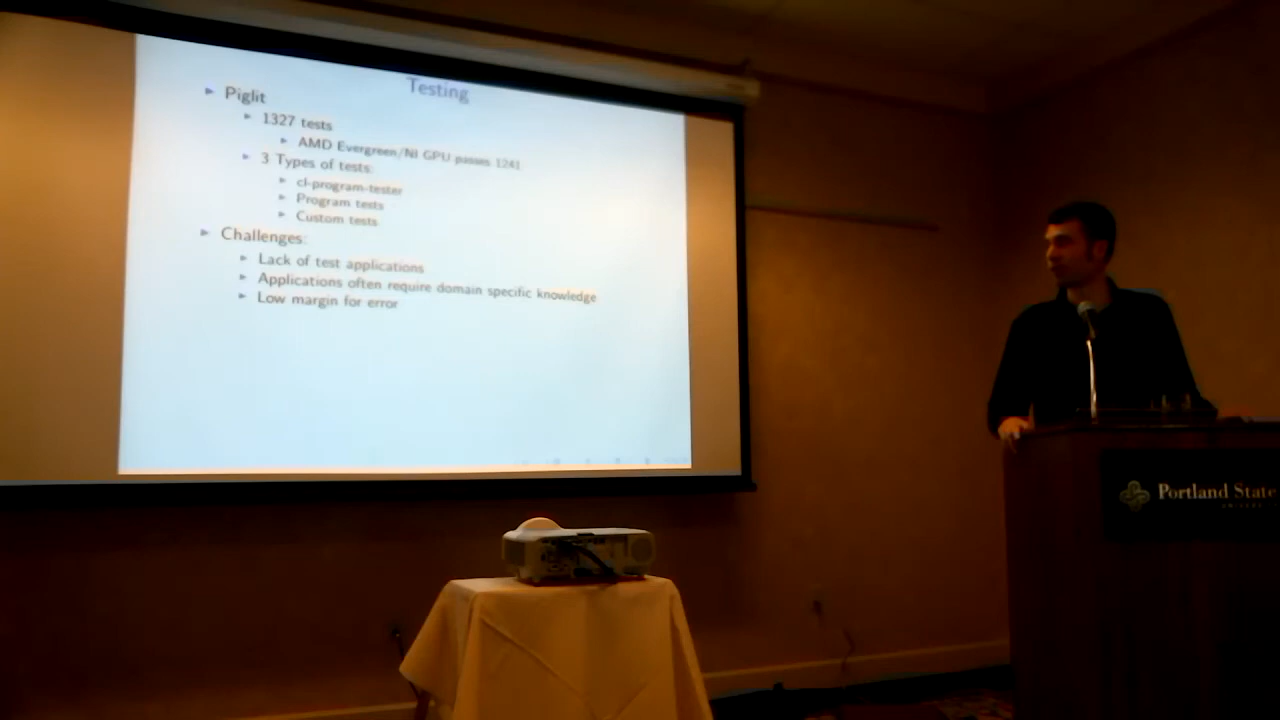 Testing
Piglit
1327 tests
AMD Evergreen/NI GPU passes 1241
3 Types of tests:
cl-program-tester
Program tests
Custom tests
Challenges:
Lack of test applications
Applications often require domain specific knowledge
Low margin for error
Portland State